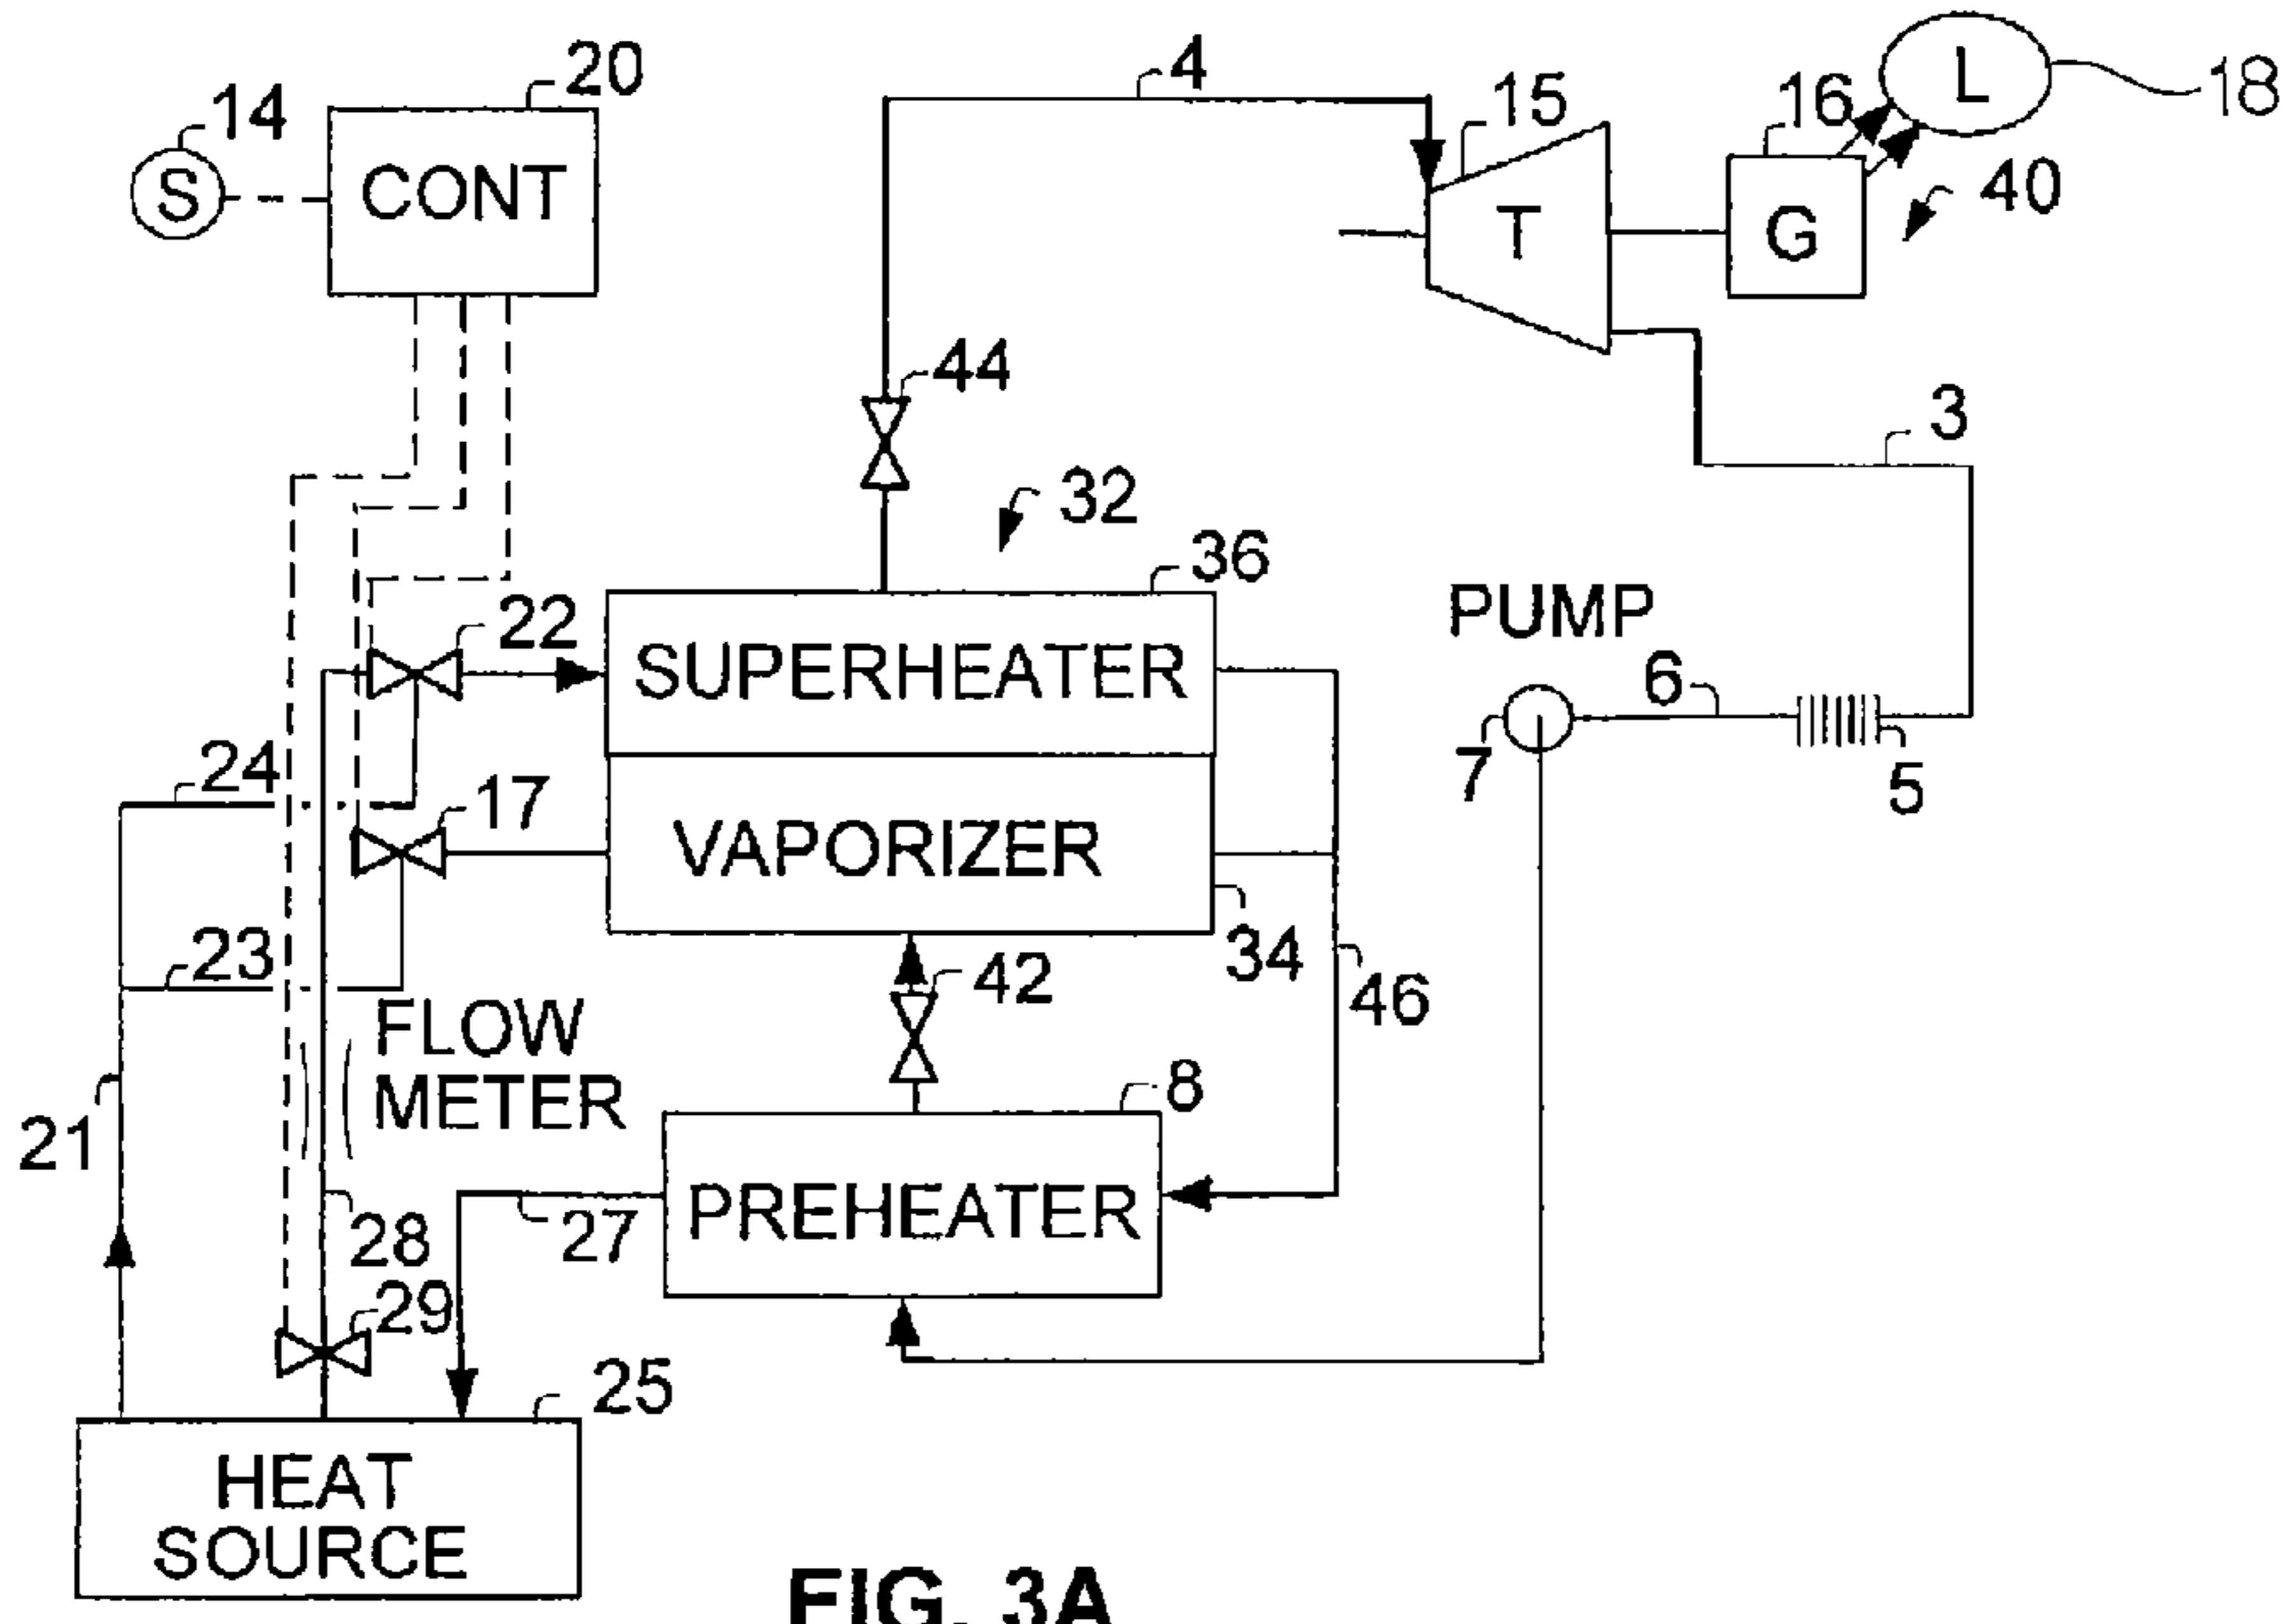 20
4
L
18
14
15
16
S
CONT
T
G
40
44
3
32
36
22
SUPERHEATER
PUMP
6
7
5
24
17
VAPORIZER
34
23
42
46
FLOW
METER
8
21
PREHEATER
28
27
29
25
HEAT
SOURCE
FIG. 3A